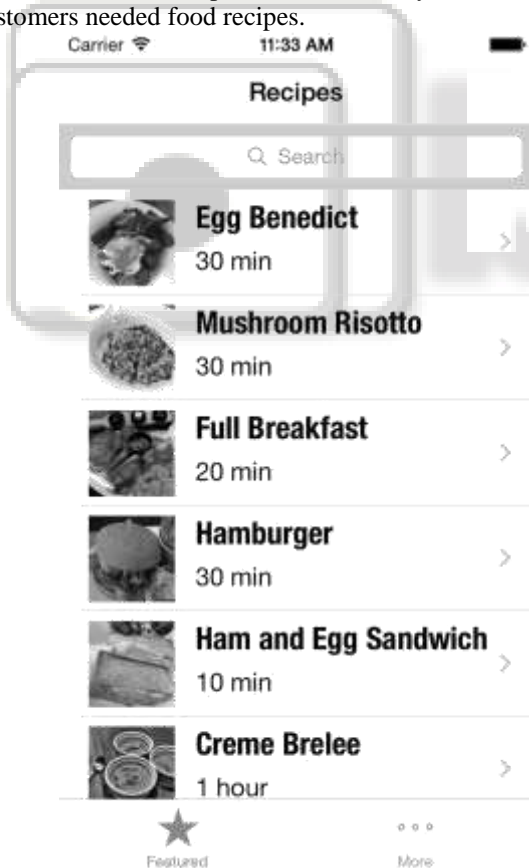 stomers needed food recipes.
Carrier 11:33 AM
Recipes
Search
Egg Benedict
30 min
Mushroom Risotto
30 min
Full Breakfast
20 min
Hamburger
30 min
Ham and Egg Sandwich
10 min
Creme Brelee
1 hour
Featured More